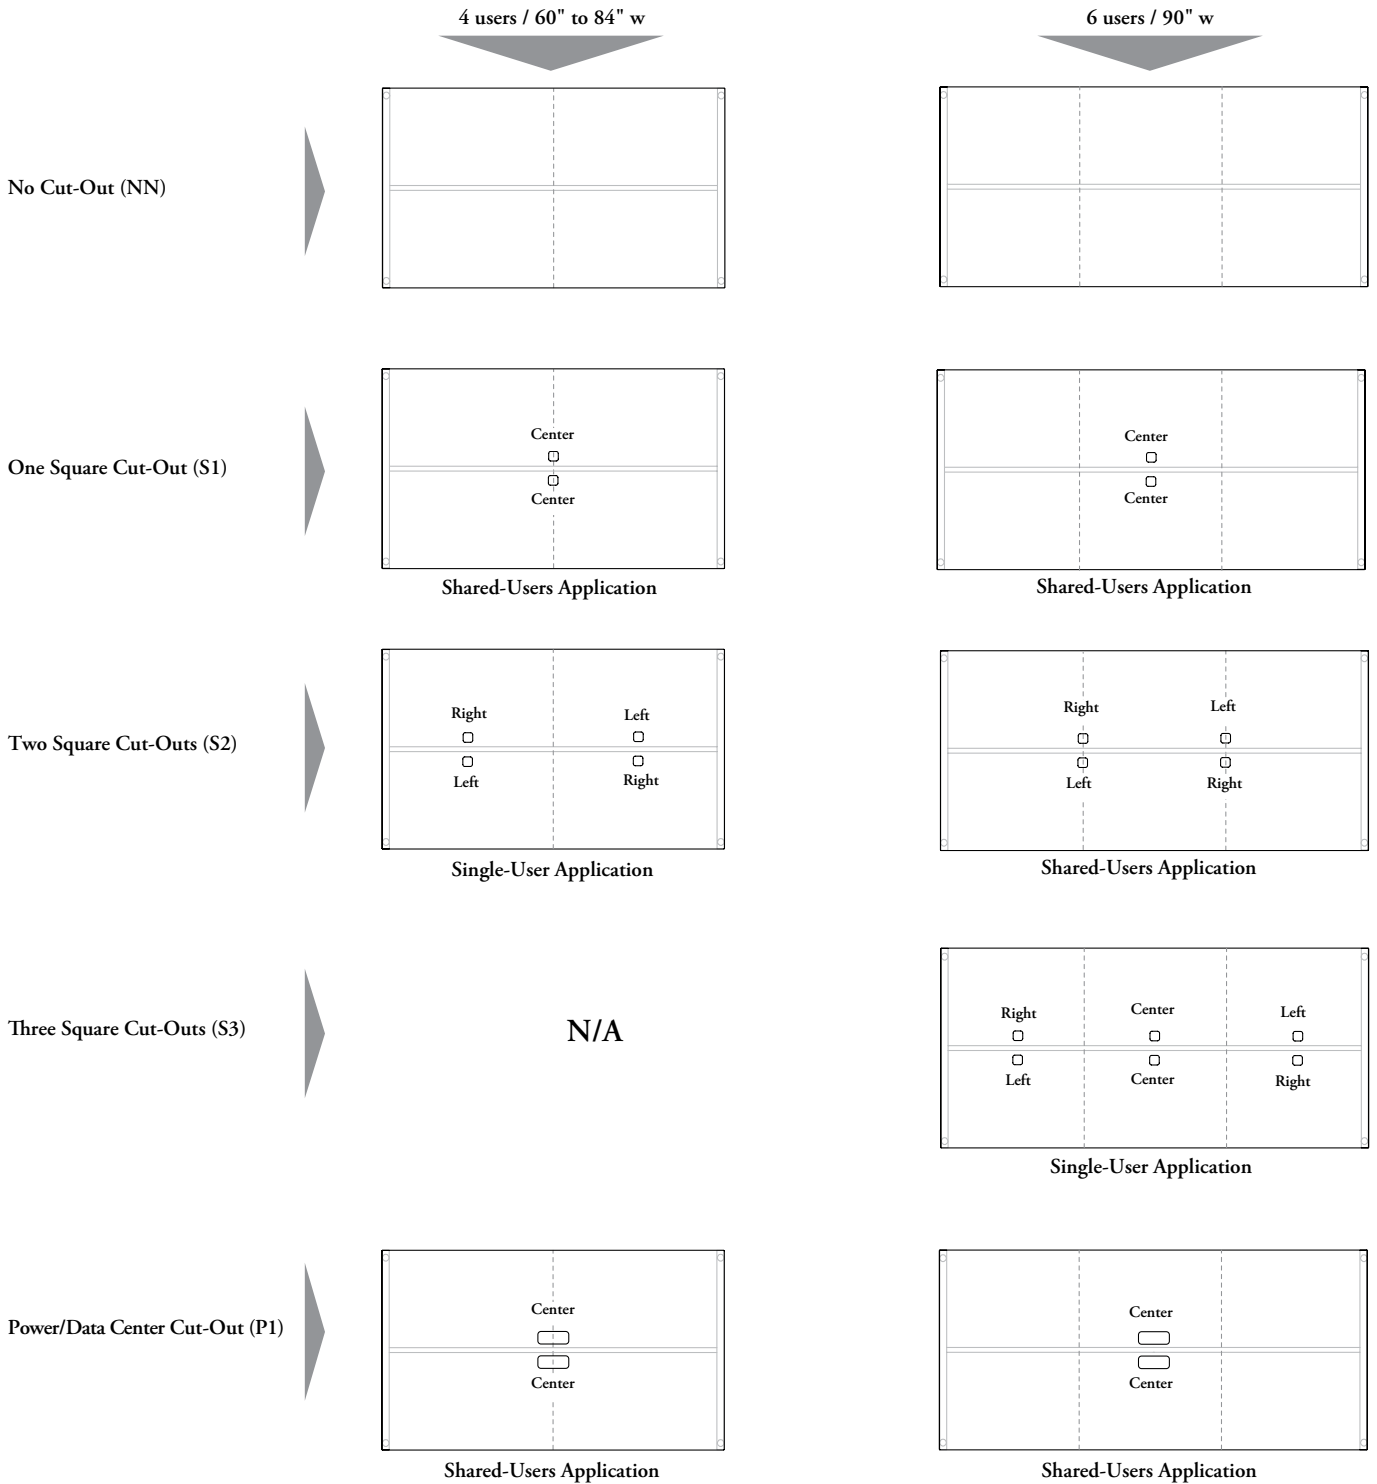 4 users / 60" to 84" w
6 users / 90" w
No Cut-Out (NN)
One Square Cut-Out (S1)
Center
Center
Shared-Users Application
Center
Center
Shared-Users Application
Two Square Cut-Outs (S2)
Right Left
Left Right
Single-User Application
Right Left
Left Right
Shared-Users Application
Three Square Cut-Outs (S3)
N/A
Right Center Left
Left Center Right
Single-User Application
Power/Data Center Cut-Out (P1)
Center
Center
Shared-Users Application
Center
Center
Shared-Users Application